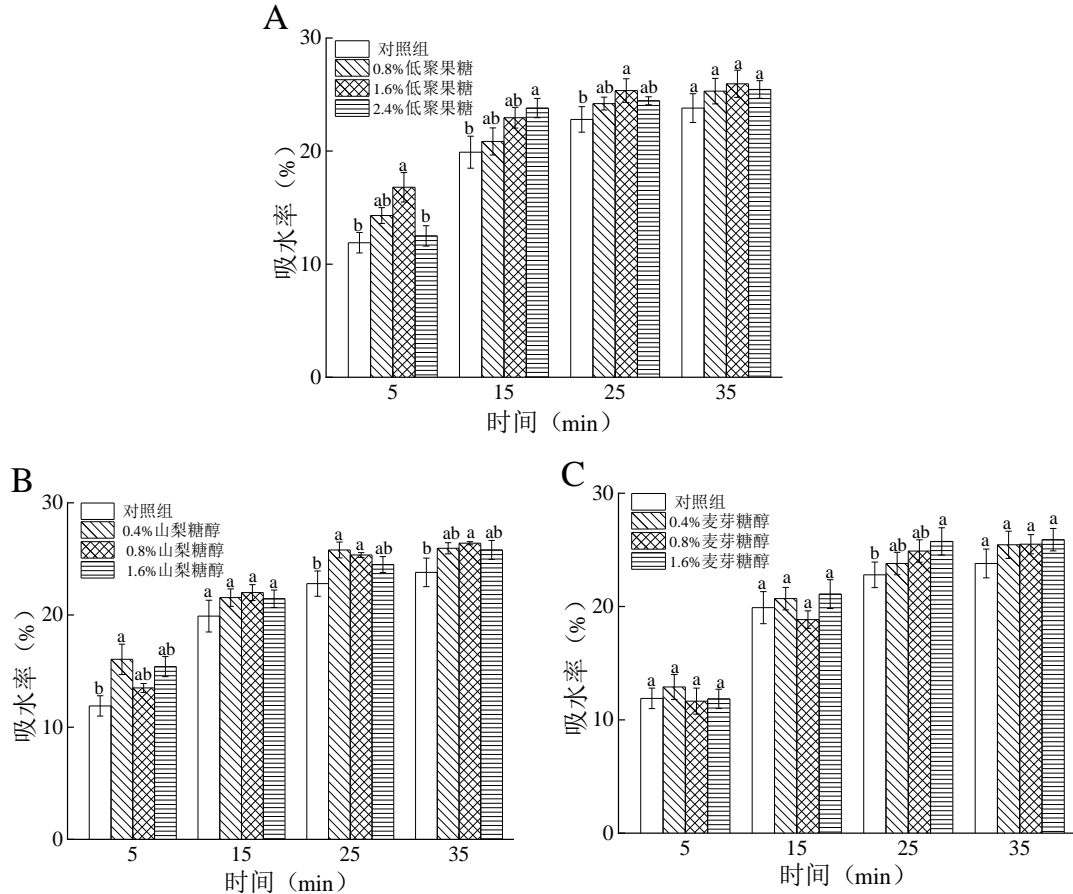 A
30
20
10
0
吸水率（%）
对照组
0.8%低聚果糖
1.6%低聚果糖
2.4%低聚果糖
b ab a b
b ab ab a
b ab a ab
a a a a
5 15 25 35
时间（min）
B
30
20
10
0
吸水率（%）
对照组
0.4%山梨糖醇
0.8%山梨糖醇
1.6%山梨糖醇
b a ab ab
a a a a
b a a ab
b ab a ab
5 15 25 35
时间（min）
C
30
20
10
0
吸水率（%）
对照组
0.4%麦芽糖醇
0.8%麦芽糖醇
1.6%麦芽糖醇
a a a a
a a a a
b ab ab a
a a a a
5 15 25 35
时间（min）